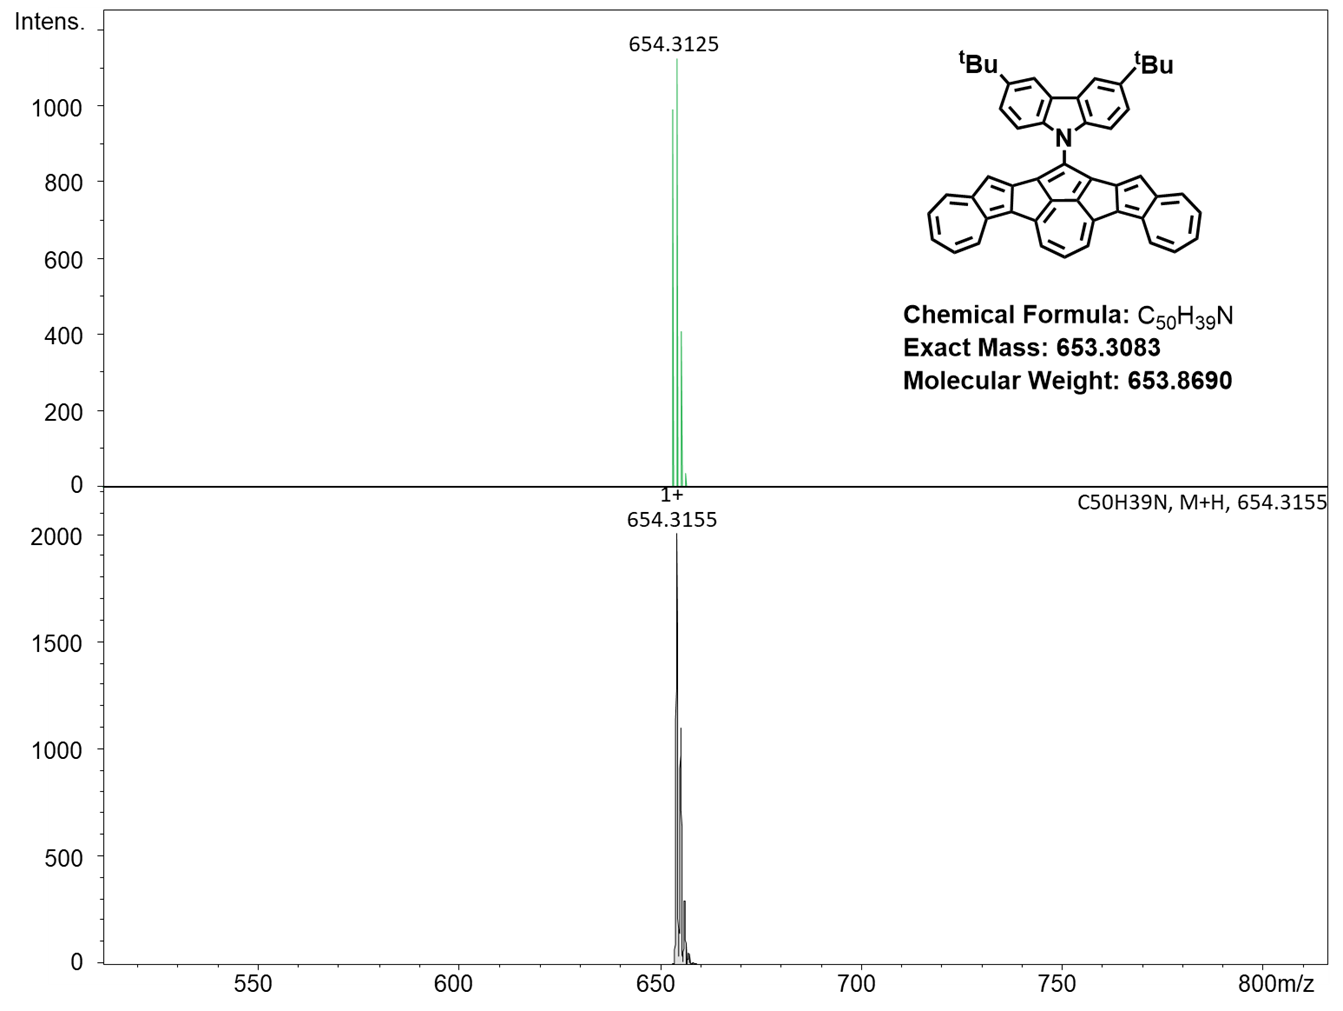 Intens.
654.3125
1000
800
600
400
200
0
tBu
tBu
N
Chemical Formula: C50H39N
Exact Mass: 653.3083
Molecular Weight: 653.8690
1+
654.3155
C50H39N, M+H, 654.3155
2000
1500
1000
500
0
550 600 650 700 750 800m/z